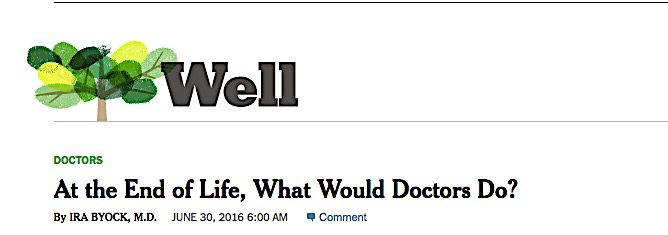 Well
DOCTORS
At the End of Life, What Would Doctors Do?
By IRA BYOCK, M.D. JUNE 30, 2016 6:00 AM Comment